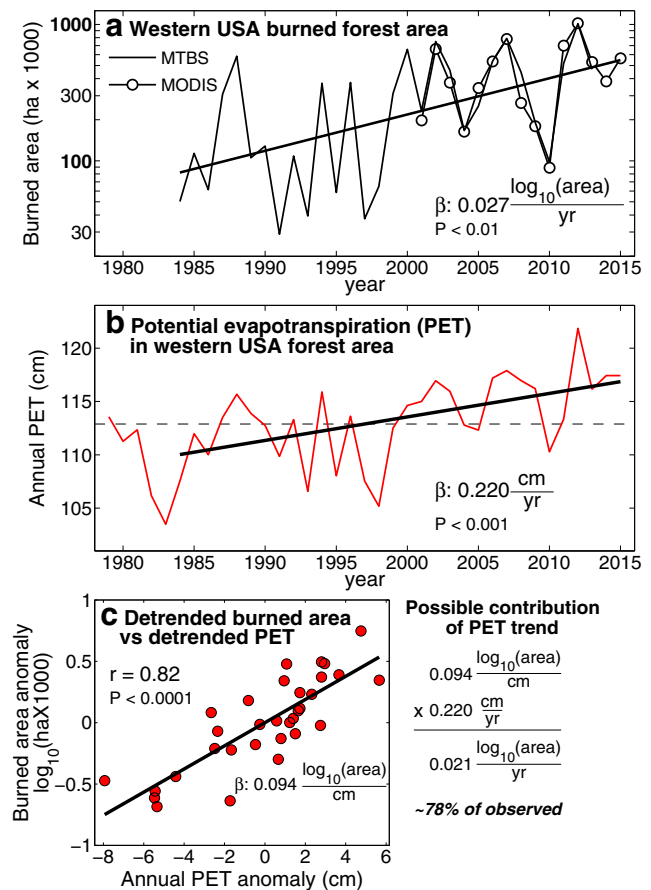 a Western USA burned forest area
MTBS
MODIS
Burned area (ha x 1000)
1000
300
100
30
β: 0.027 log10(area)
yr
P < 0.01
1980 1985 1990 1995 2000 2005 2010 2015
year
b Potential evapotranspiration (PET)
in western USA forest area
Annual PET (cm)
120
115
110
105
β: 0.220 cm
yr
P < 0.001
1980 1985 1990 1995 2000 2005 2010 2015
year
c Detrended burned area
vs detrended PET
Burned area anomaly
log10(haX1000)
1
0.5
0
−0.5
−1
r = 0.82
P < 0.0001
β: 0.094 log10(area)
cm
−8 −6 −4 −2 0 2 4 6
Annual PET anomaly (cm)
Possible contribution
of PET trend
0.094 log10(area)
cm
x 0.220 cm
yr
0.021 log10(area)
yr
~78% of observed